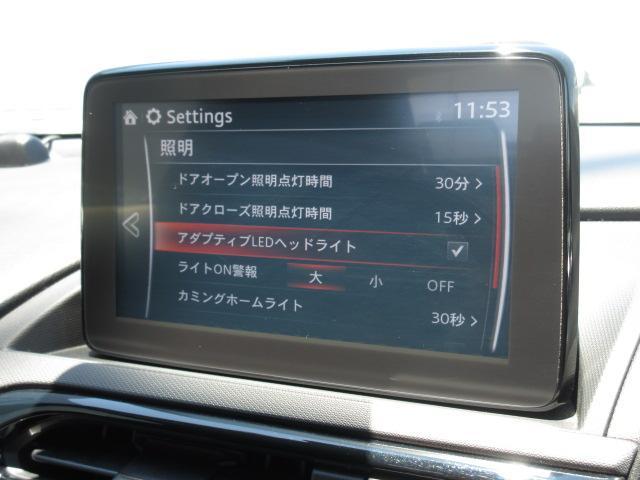 Settings 11:53
照明
ドアオープン照明点灯時間 30分 >
ドアクローズ照明点灯時間 15秒 >
アダプティブLEDヘッドライト ✓
ライトON警報 大 小 OFF
カミングホームライト 30秒 >